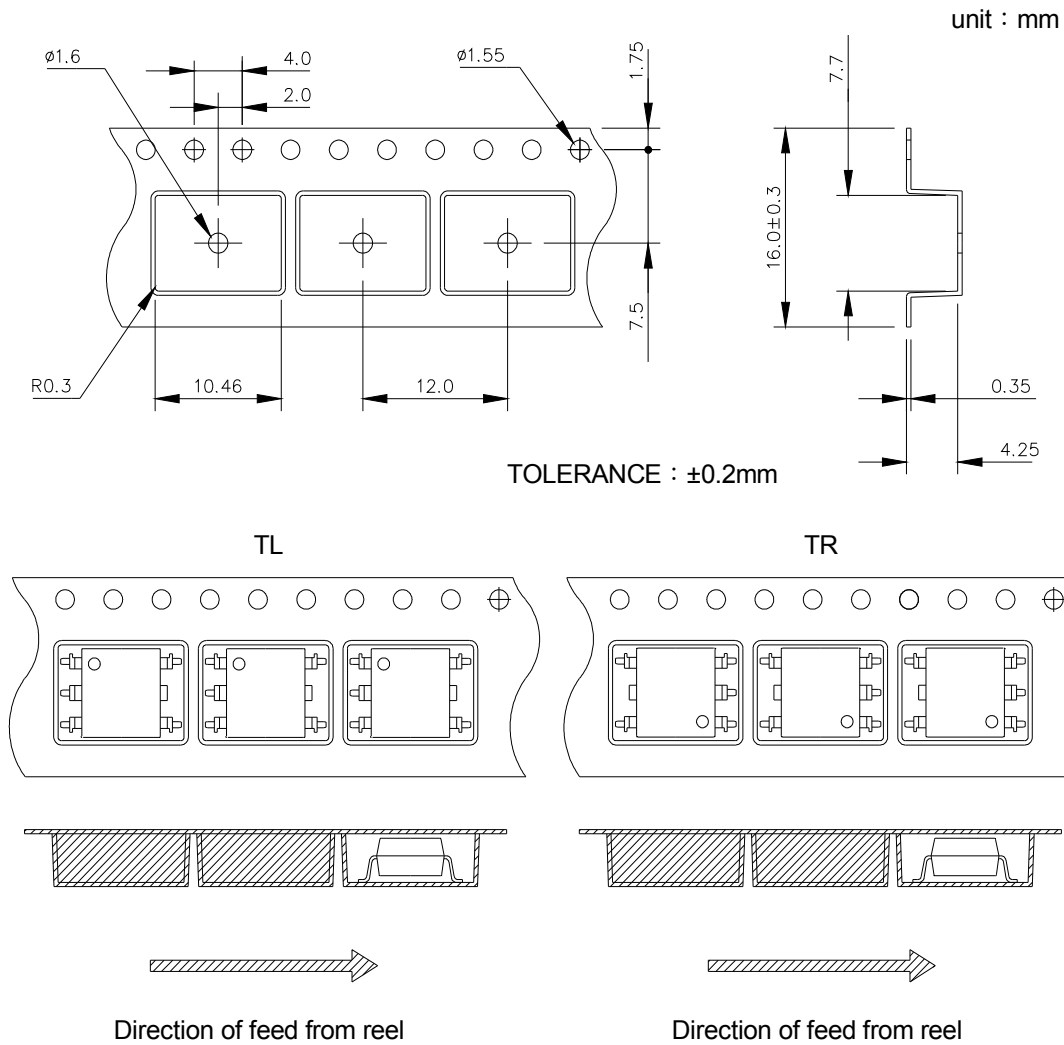 unit：mm
ø1.6
4.0
2.0
ø1.55
1.75
7.7
16.0±0.3
7.5
R0.3
10.46
12.0
0.35
4.25
TOLERANCE：±0.2mm
TL
TR
Direction of feed from reel
Direction of feed from reel